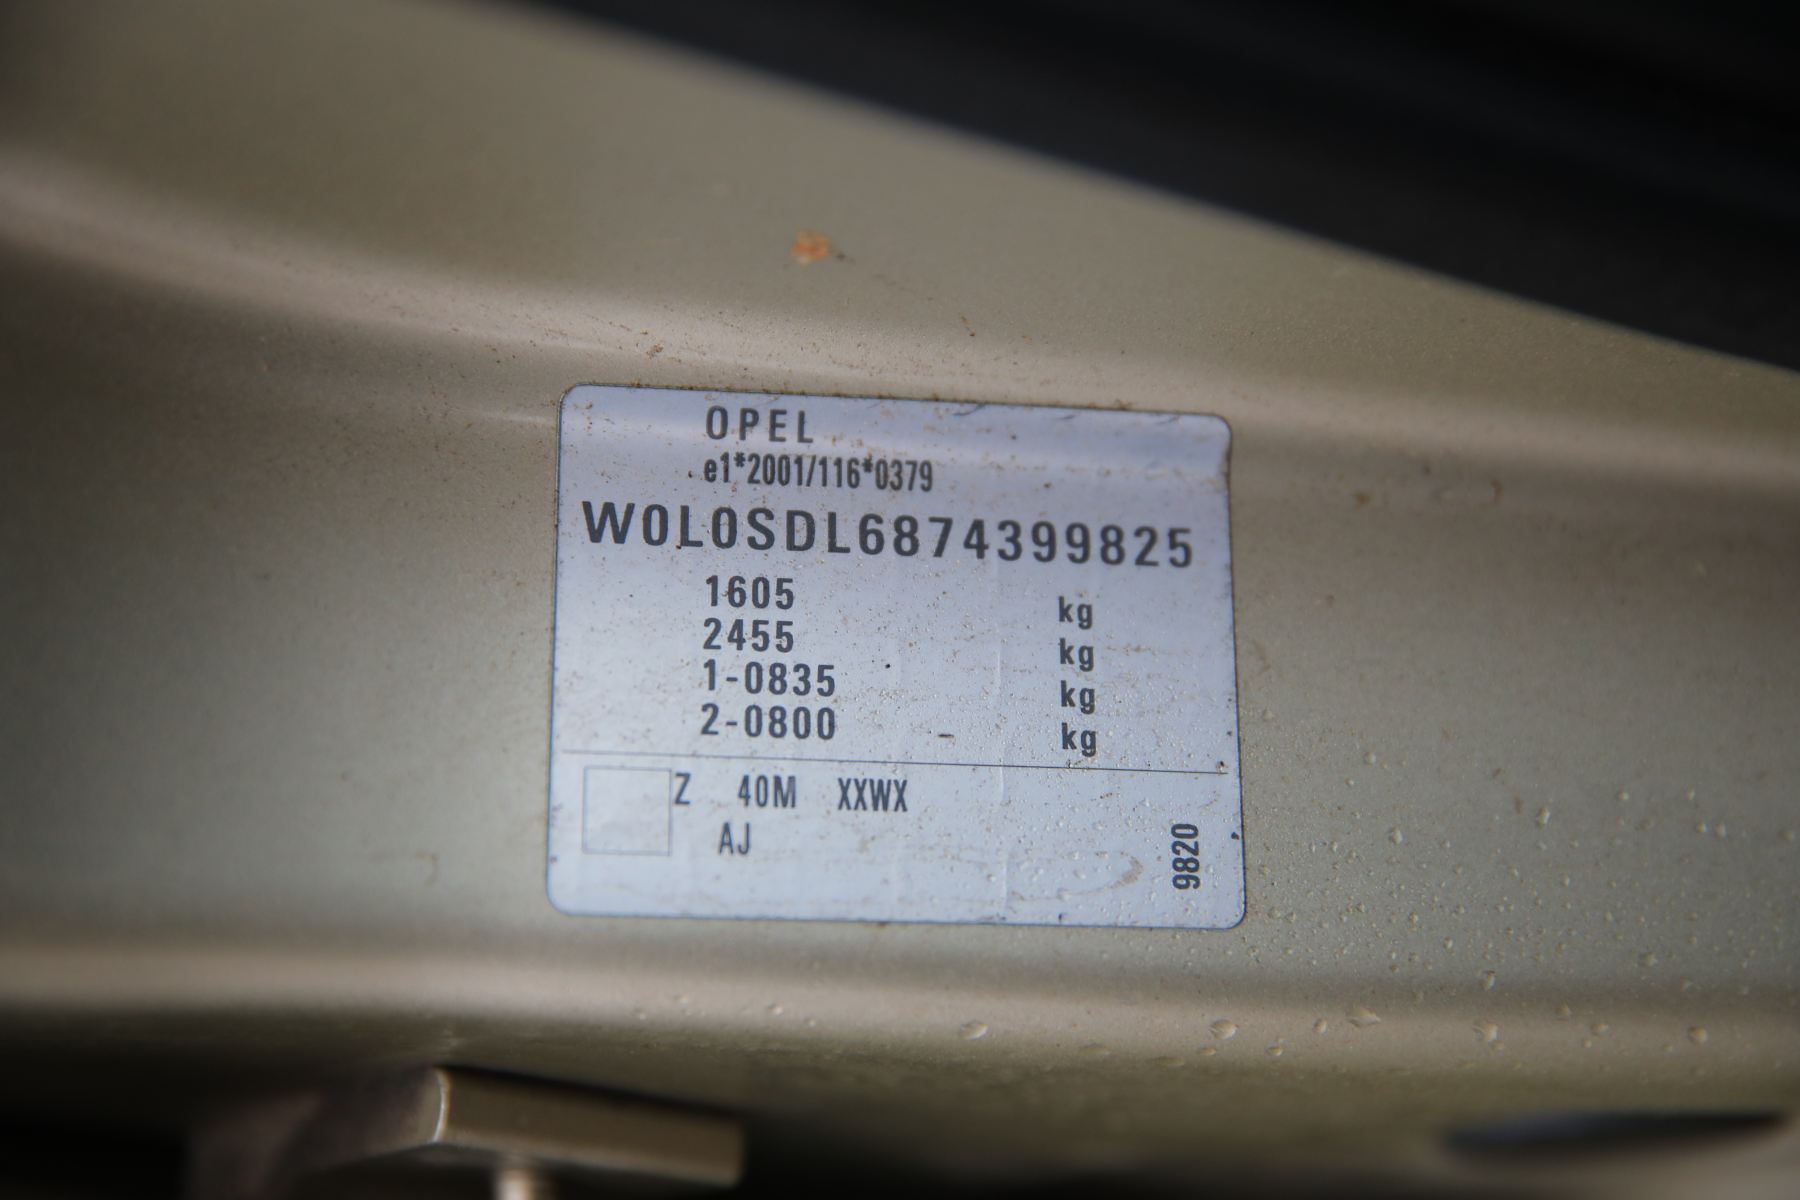 OPEL
e1*2001/116*0379
W0L0SDL6874399825
1605 kg
2455 kg
1-0835 kg
2-0800 kg
Z 40M XXWX
AJ
9820